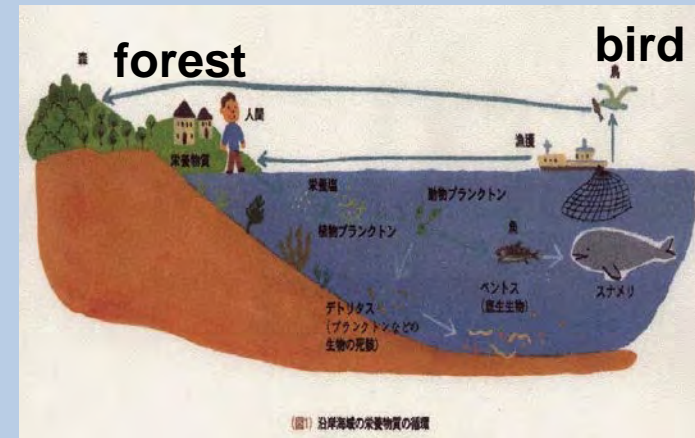 森
forest
bird
鳥
人間
漁獲
栄養物質
栄養塩
動物プランクトン
植物プランクトン
魚
ベントス
(底生生物)
スナメリ
デトリタス
(プランクトンなどの
生物の死骸)
(図1) 沿岸海域の栄養物質の循環